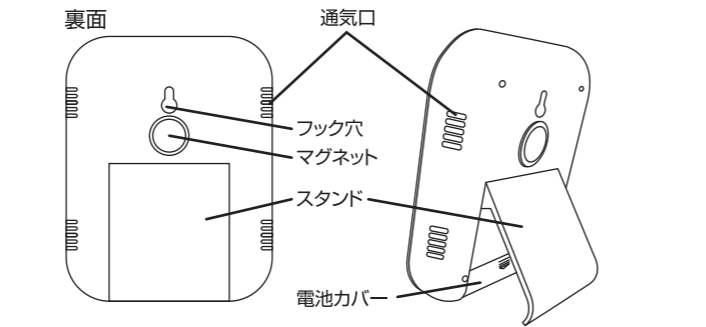 裏面
通気口
フック穴
マグネット
スタンド
電池カバー